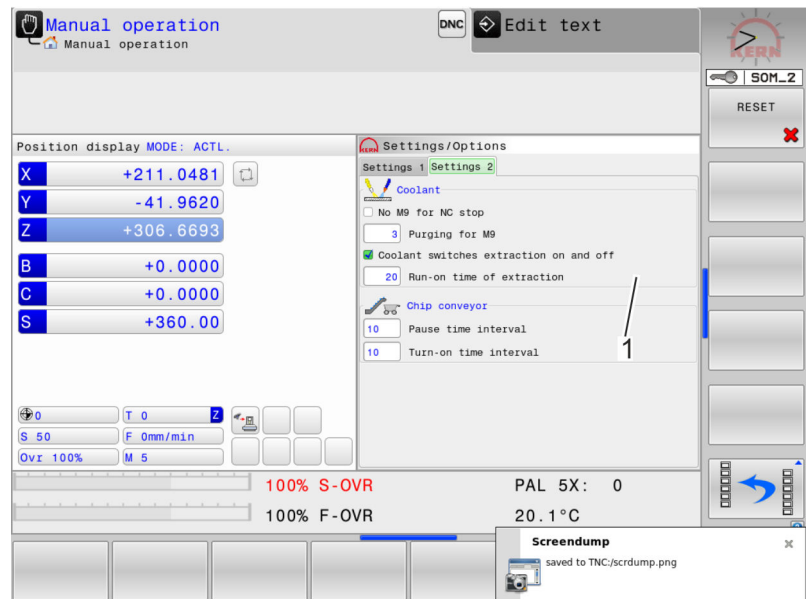 Manual operation
Manual operation
DNC
Edit text
KERN
SOM_2
RESET
Position display MODE: ACTL.
X +211.0481
Y -41.9620
Z +306.6693
B +0.0000
C +0.0000
S +360.00
0 T 0 Z
S 50 F 0mm/min
Ovr 100% M 5
KERN Settings/Options
Settings 1 Settings 2
Coolant
No M9 for NC stop
3 Purging for M9
Coolant switches extraction on and off
20 Run-on time of extraction
Chip conveyor
10 Pause time interval
10 Turn-on time interval
1
100% S-OVR PAL 5X: 0
100% F-OVR 20.1°C
Screendump
saved to TNC:/scrdump.png